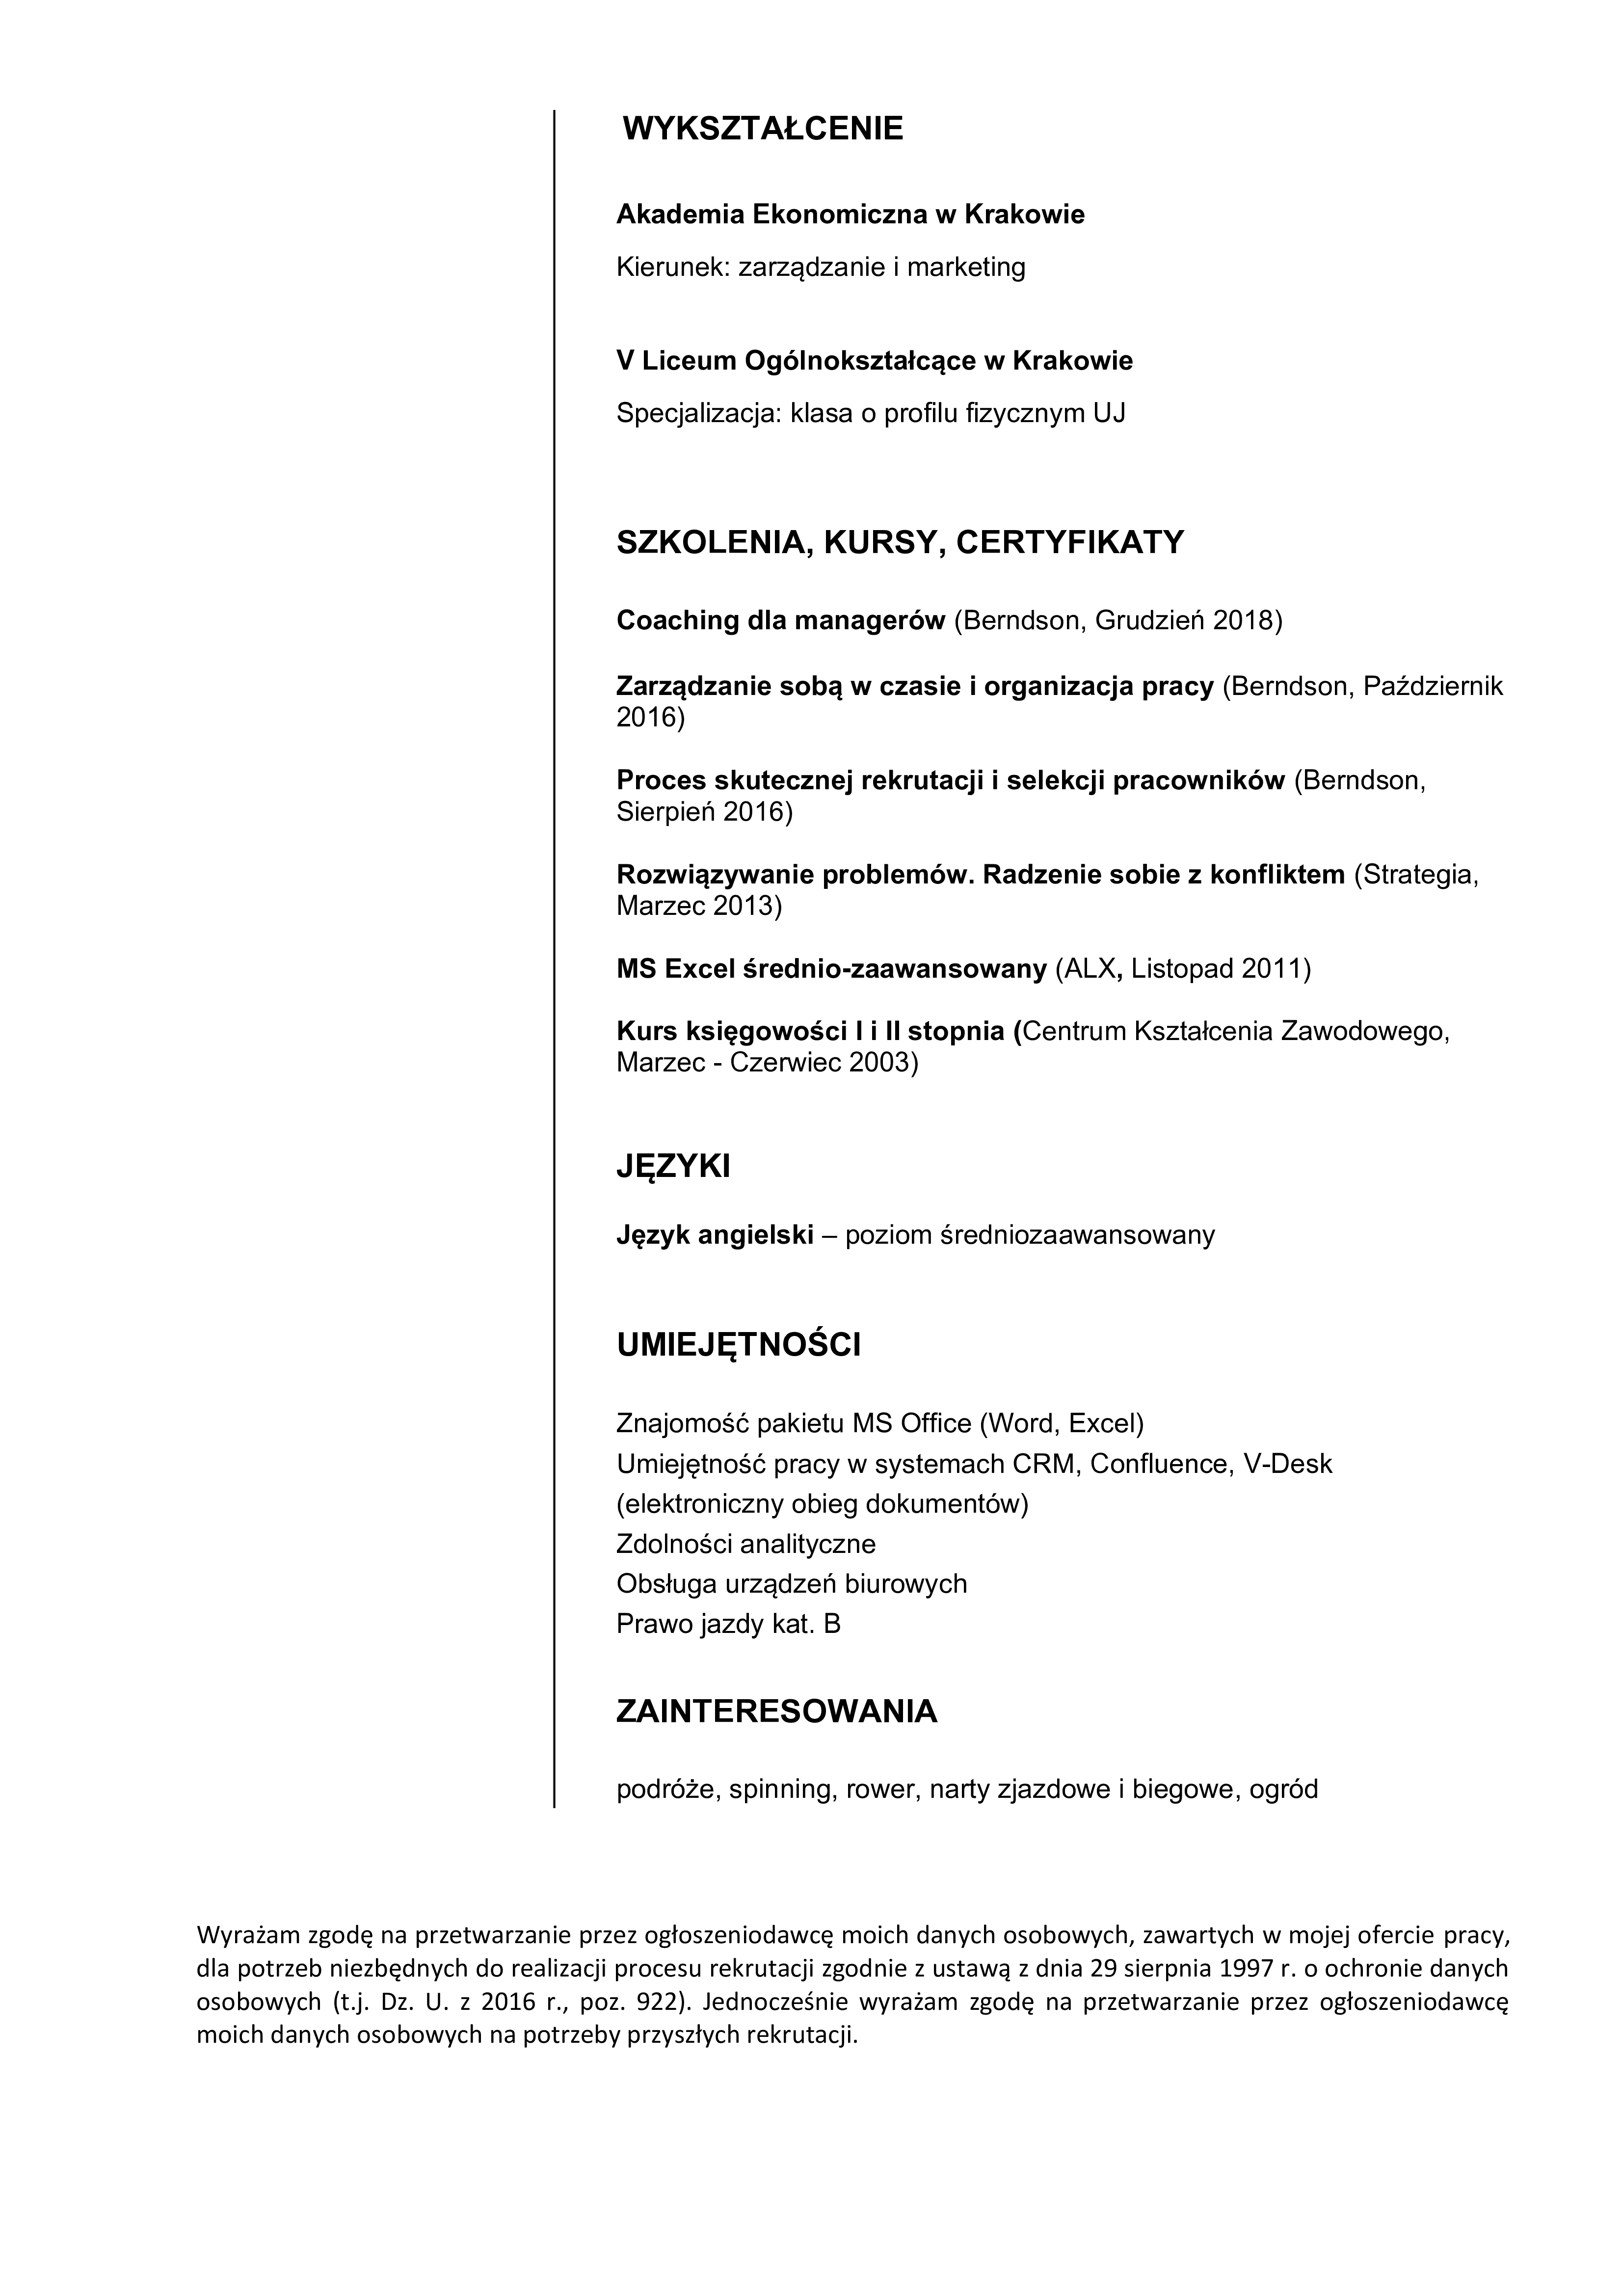 WYKSZTAŁCENIE
Akademia Ekonomiczna w Krakowie
Kierunek: zarządzanie i marketing
V Liceum Ogólnokształcące w Krakowie
Specjalizacja: klasa o profilu fizycznym UJ
SZKOLENIA, KURSY, CERTYFIKATY
Coaching dla managerów (Berndson, Grudzień 2018)
Zarządzanie sobą w czasie i organizacja pracy (Berndson, Październik
2016)
Proces skutecznej rekrutacji i selekcji pracowników (Berndson,
Sierpień 2016)
Rozwiązywanie problemów. Radzenie sobie z konfliktem (Strategia,
Marzec 2013)
MS Excel średnio-zaawansowany (ALX, Listopad 2011)
Kurs księgowości I i II stopnia (Centrum Kształcenia Zawodowego,
Marzec - Czerwiec 2003)
JĘZYKI
Język angielski – poziom średniozaawansowany
UMIEJĘTNOŚCI
Znajomość pakietu MS Office (Word, Excel)
Umiejętność pracy w systemach CRM, Confluence, V-Desk
(elektroniczny obieg dokumentów)
Zdolności analityczne
Obsługa urządzeń biurowych
Prawo jazdy kat. B
ZAINTERESOWANIA
podróże, spinning, rower, narty zjazdowe i biegowe, ogród
Wyrażam zgodę na przetwarzanie przez ogłoszeniodawcę moich danych osobowych, zawartych w mojej ofercie pracy,
dla potrzeb niezbędnych do realizacji procesu rekrutacji zgodnie z ustawą z dnia 29 sierpnia 1997 r. o ochronie danych
osobowych (t.j. Dz. U. z 2016 r., poz. 922). Jednocześnie wyrażam zgodę na przetwarzanie przez ogłoszeniodawcę
moich danych osobowych na potrzeby przyszłych rekrutacji.